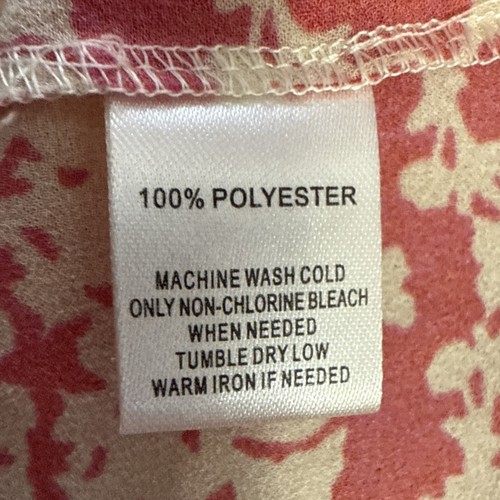 100% POLYESTER
MACHINE WASH COLD
ONLY NON-CHLORINE BLEACH
WHEN NEEDED
TUMBLE DRY LOW
WARM IRON IF NEEDED